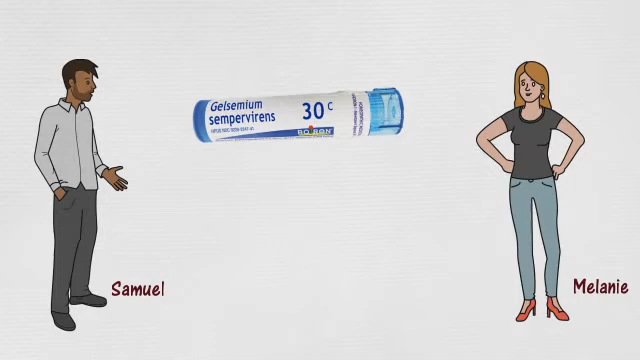 Gelsemium
sempervirens
30 C
BOIRON
Samuel
Melanie